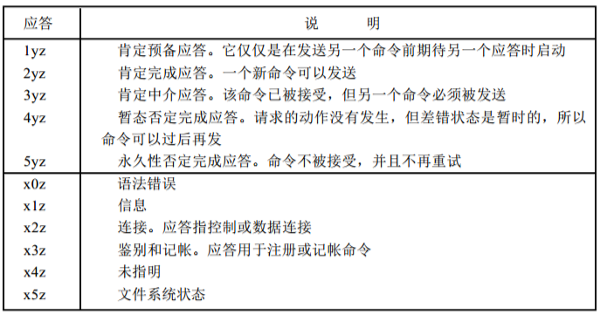 应答 说 明
1yz 肯定预备应答。它仅仅是在发送另一个命令前期待另一个应答时启动
2yz 肯定完成应答。一个新命令可以发送
3yz 肯定中介应答。该命令已被接受，但另一个命令必须被发送
4yz 暂态否定完成应答。请求的动作没有发生，但差错状态是暂时的，所以
命令可以过后再发
5yz 永久性否定完成应答。命令不被接受，并且不再重试
x0z 语法错误
x1z 信息
x2z 连接。应答指控制或数据连接
x3z 鉴别和记帐。应答用于注册或记帐命令
x4z 未指明
x5z 文件系统状态